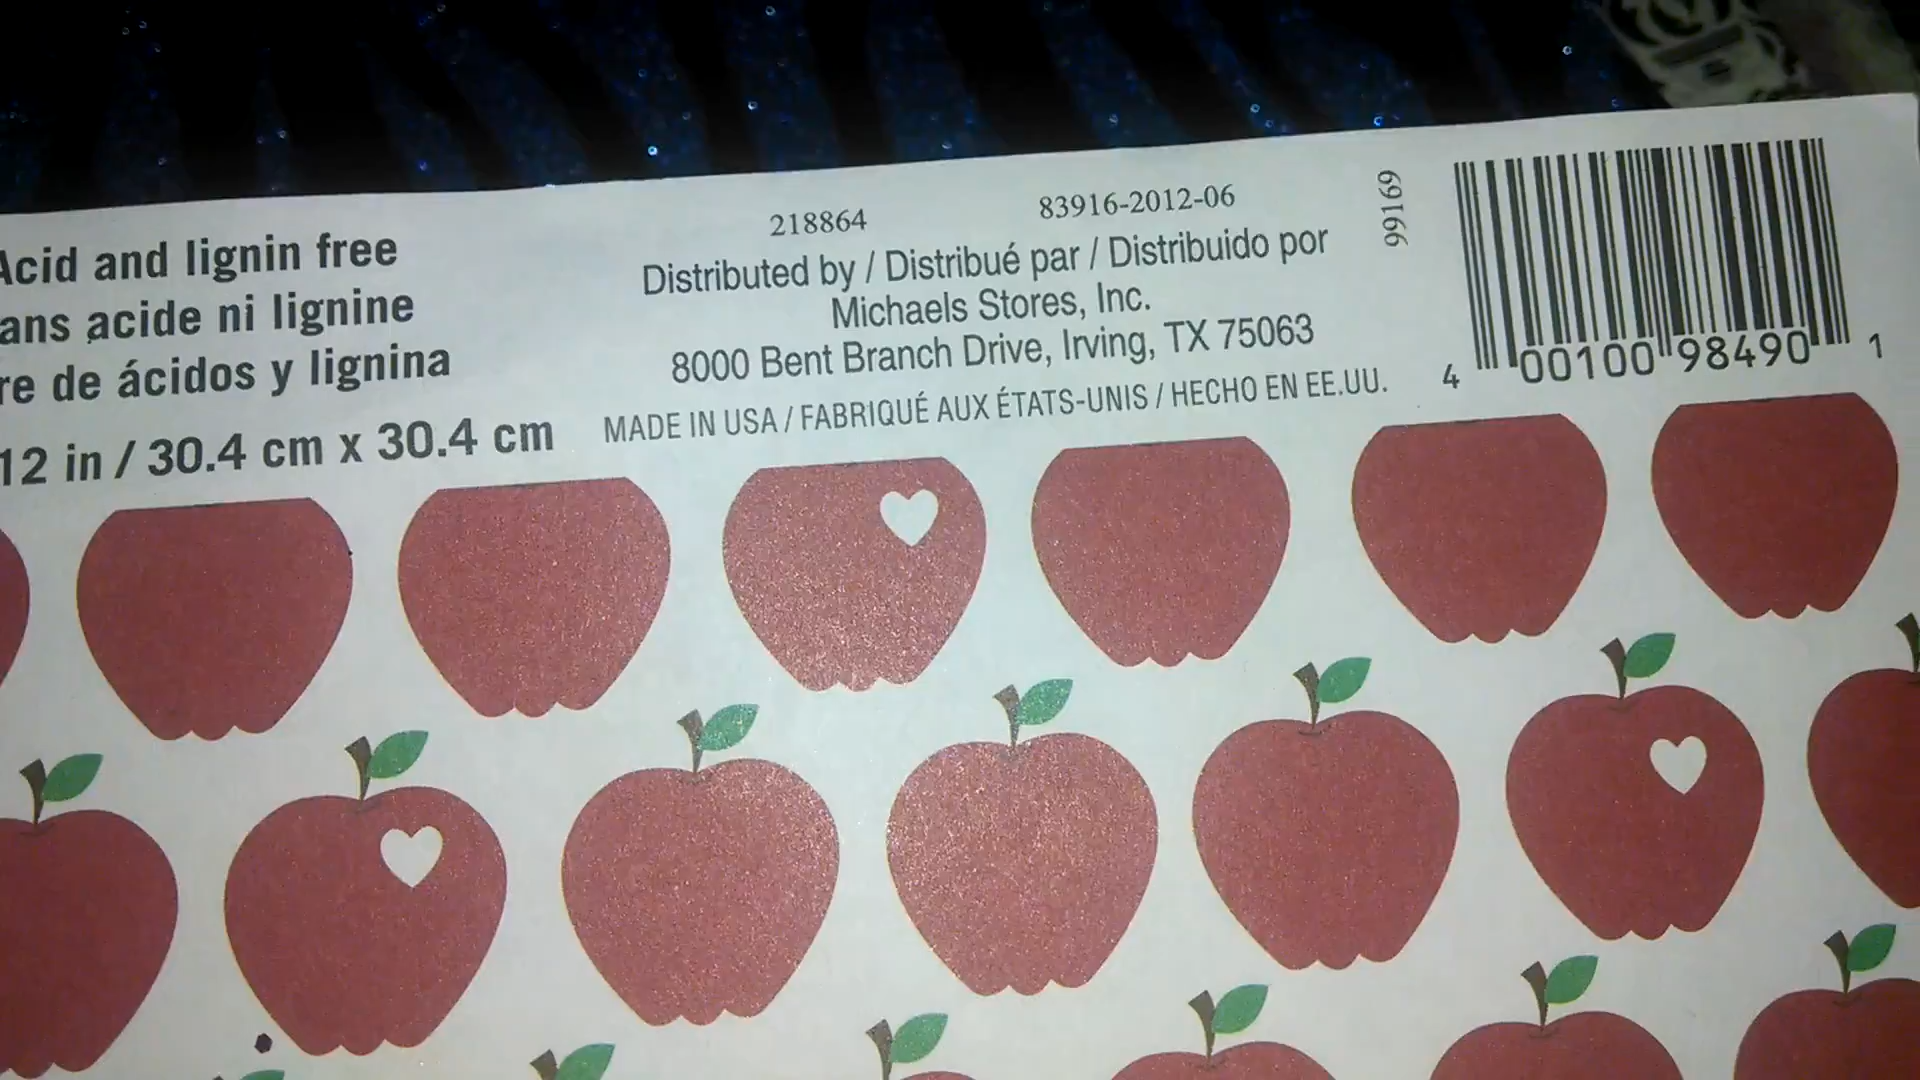 Acid and lignin free
ans acide ni lignine
re de ácidos y lignina
12 in / 30.4 cm x 30.4 cm
218864
83916-2012-06
Distributed by / Distribué par / Distribuido por
Michaels Stores, Inc.
8000 Bent Branch Drive, Irving, TX 75063
MADE IN USA / FABRIQUÉ AUX ÉTATS-UNIS / HECHO EN EE.UU.
99169
4 00100 98490 1